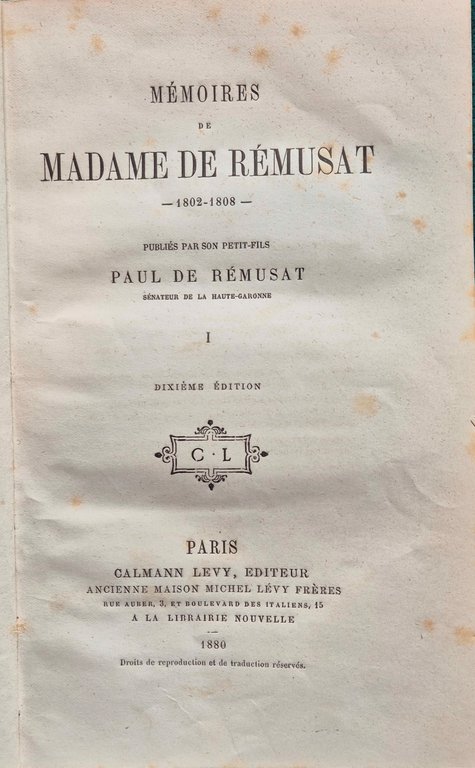 MÉMOIRES
DE
MADAME DE RÉMUSAT
— 1802-1808 —
PUBLIÉS PAR SON PETIT-FILS
PAUL DE RÉMUSAT
SÉNATEUR DE LA HAUTE-GARONNE
I
DIXIÈME ÉDITION
C · L
PARIS
CALMANN LEVY, EDITEUR
ANCIENNE MAISON MICHEL LÉVY FRÈRES
RUE AUBER, 3, ET BOULEVARD DES ITALIENS, 15
A LA LIBRAIRIE NOUVELLE
—
1880
Droits de reproduction et de traduction réservés.